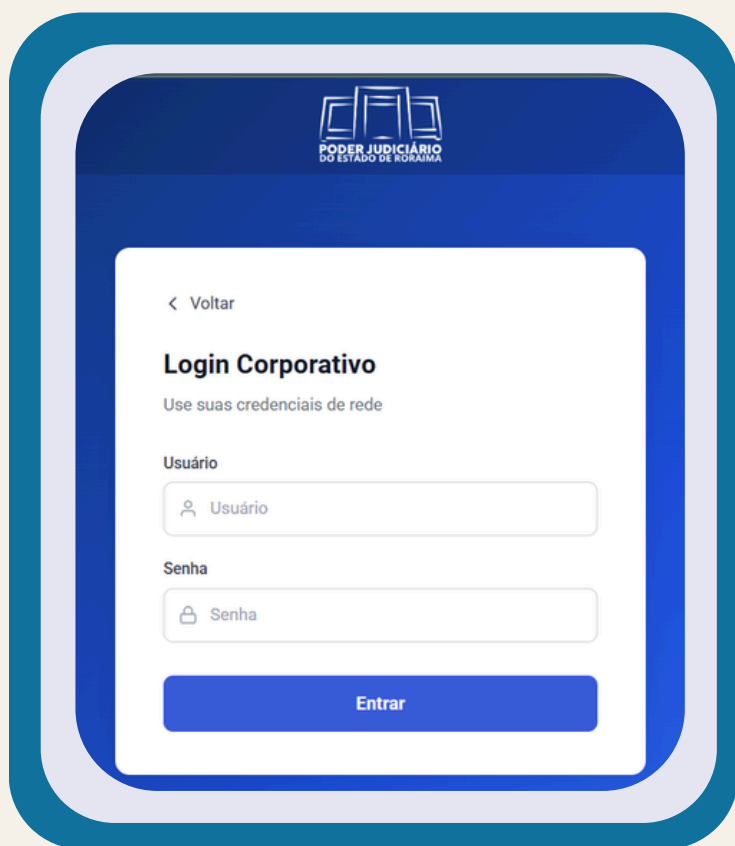 PODER JUDICIÁRIO
DO ESTADO DE RORAIMA
Voltar
Login Corporativo
Use suas credenciais de rede
Usuário
Usuário
Senha
Senha
Entrar